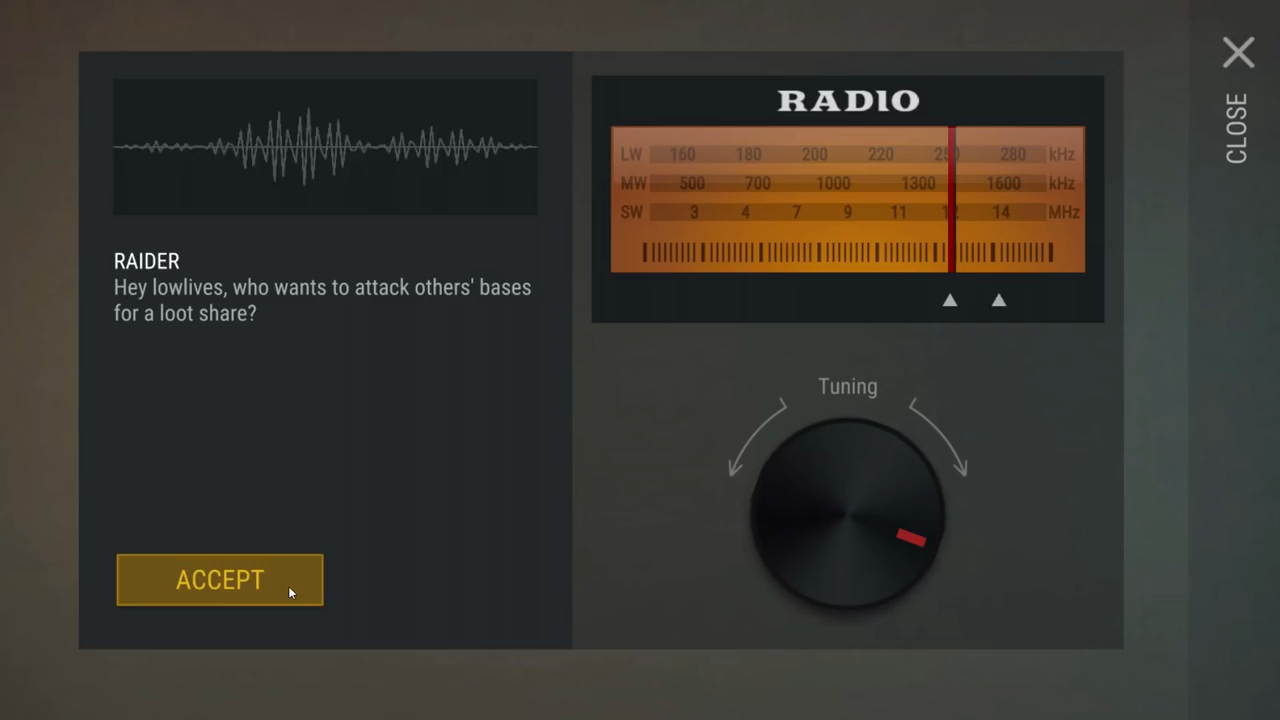 RAIDER
Hey lowlives, who wants to attack others' bases
for a loot share?
ACCEPT
RADIO
LW 160 180 200 220 250 280 kHz
MW 500 700 1000 1300 1600 kHz
SW 3 4 7 9 11 12 14 MHz
Tuning
CLOSE